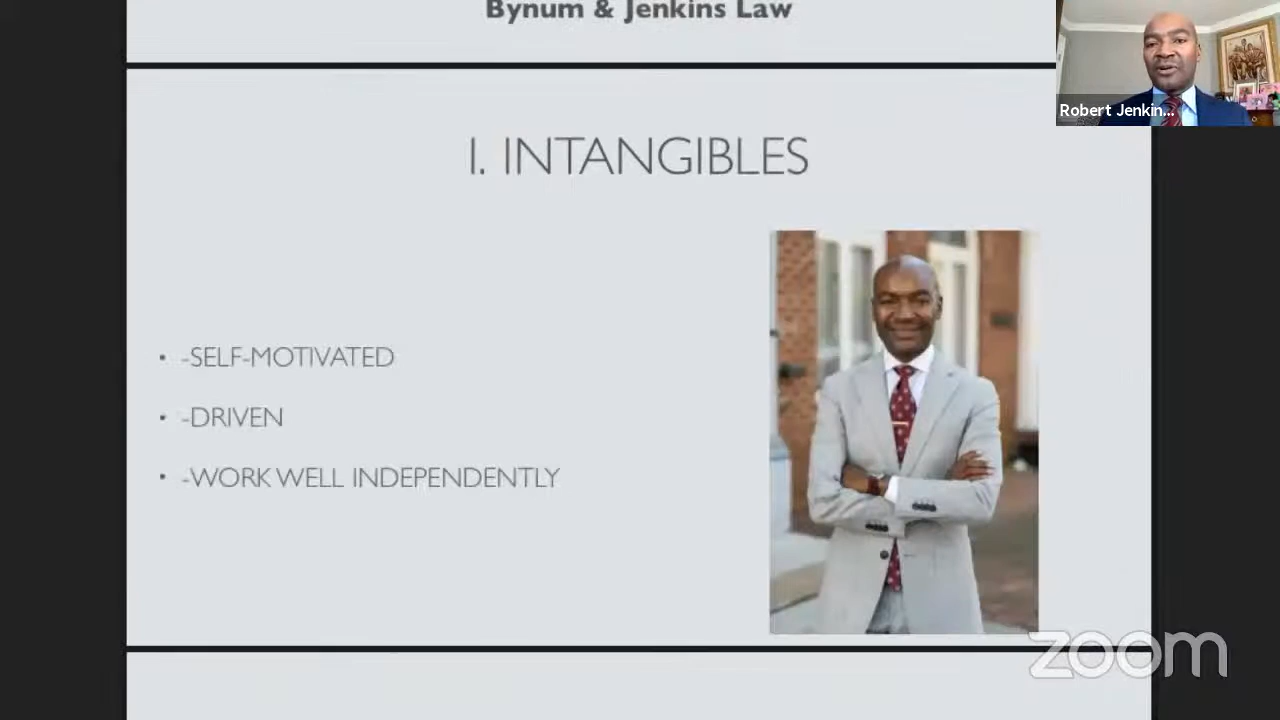 Bynum & Jenkins Law
Robert Jenkin...
I. INTANGIBLES
• -SELF-MOTIVATED
• -DRIVEN
• -WORK WELL INDEPENDENTLY
zoom